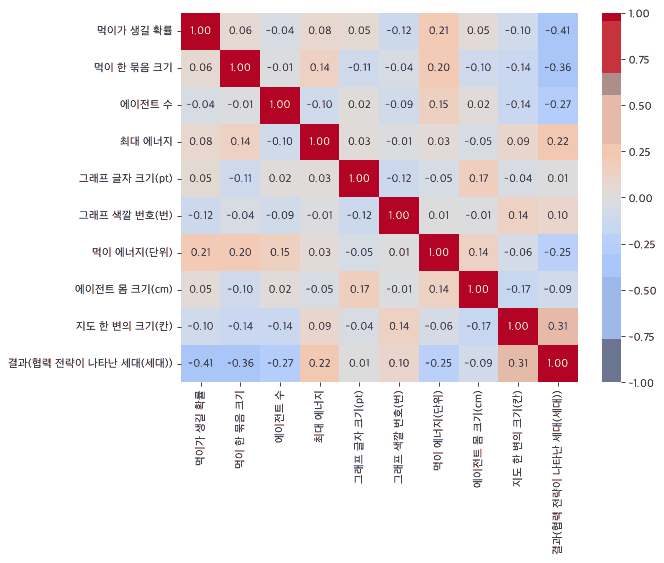 먹이가 생길 확률 1.00 0.06 -0.04 0.08 0.05 -0.12 0.21 0.05 -0.10 -0.41
먹이 한 묶음 크기 0.06 1.00 -0.01 0.14 -0.11 -0.04 0.20 -0.10 -0.14 -0.36
에이전트 수 -0.04 -0.01 1.00 -0.10 0.02 -0.09 0.15 0.02 -0.14 -0.27
최대 에너지 0.08 0.14 -0.10 1.00 0.03 -0.01 0.03 -0.05 0.09 0.22
그래프 글자 크기(pt) 0.05 -0.11 0.02 0.03 1.00 -0.12 -0.05 0.17 -0.04 0.01
그래프 색깔 번호(번) -0.12 -0.04 -0.09 -0.01 -0.12 1.00 0.01 -0.01 0.14 0.10
먹이 에너지(단위) 0.21 0.20 0.15 0.03 -0.05 0.01 1.00 0.14 -0.06 -0.25
에이전트 몸 크기(cm) 0.05 -0.10 0.02 -0.05 0.17 -0.01 0.14 1.00 -0.17 -0.09
지도 한 변의 크기(칸) -0.10 -0.14 -0.14 0.09 -0.04 0.14 -0.06 -0.17 1.00 0.31
결과(협력 전략이 나타난 세대(세대)) -0.41 -0.36 -0.27 0.22 0.01 0.10 -0.25 -0.09 0.31 1.00
먹이가 생길 확률
먹이 한 묶음 크기
에이전트 수
최대 에너지
그래프 글자 크기(pt)
그래프 색깔 번호(번)
먹이 에너지(단위)
에이전트 몸 크기(cm)
지도 한 변의 크기(칸)
결과(협력 전략이 나타난 세대(세대))
1.00
0.75
0.50
0.25
0.00
-0.25
-0.50
-0.75
-1.00